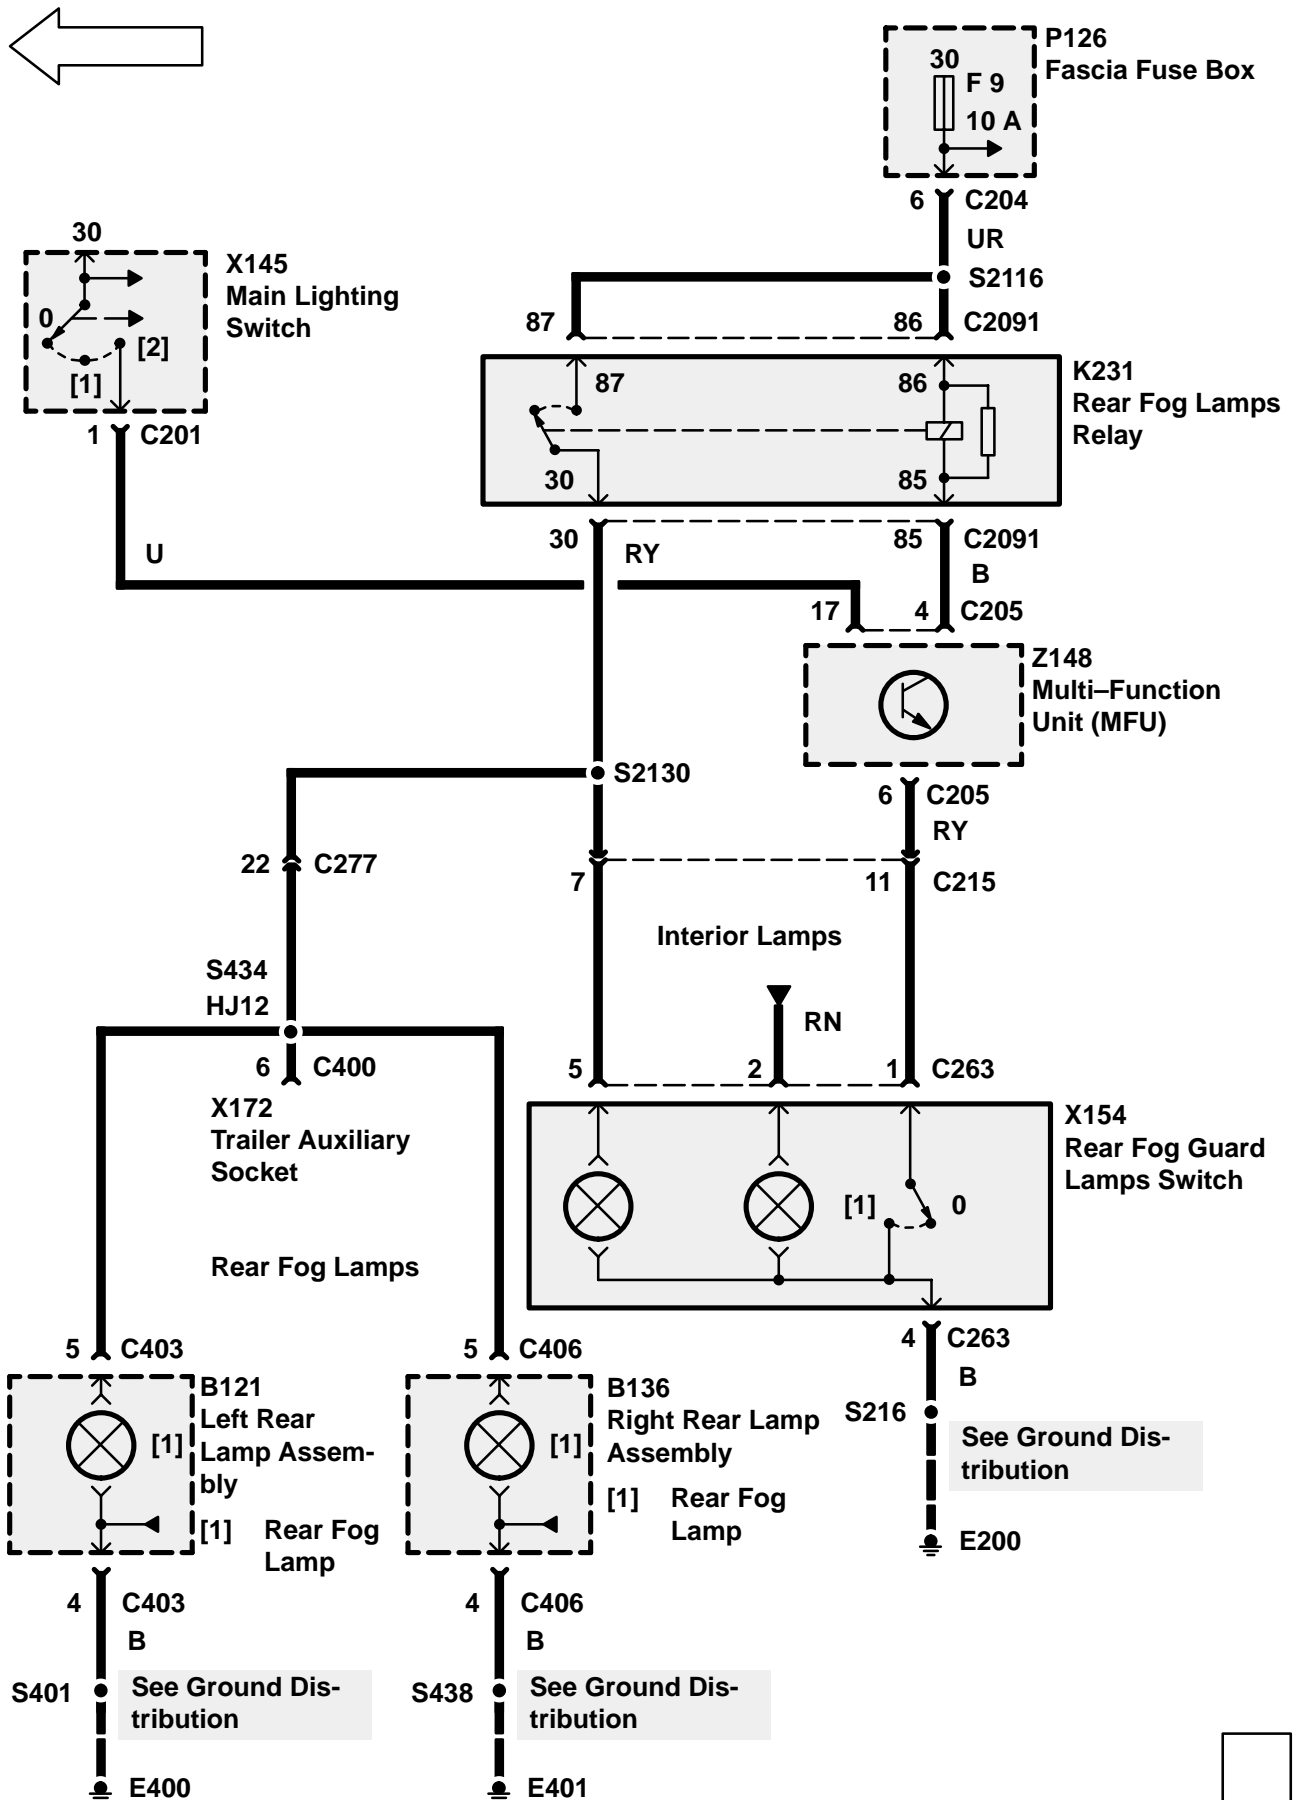 P126
Fascia Fuse Box
30
F 9
10 A
6 C204
UR
S2116
30
X145
Main Lighting
Switch
0
[2]
[1]
1 C201
U
87 86 C2091
87 86
K231
Rear Fog Lamps
Relay
30 85
30 RY 85 C2091
B
17 4 C205
Z148
Multi–Function
Unit (MFU)
S2130
6 C205
RY
22 C277
7 11 C215
Interior Lamps
S434
HJ12
RN
6 C400
5 2 1 C263
X172
Trailer Auxiliary
Socket
X154
Rear Fog Guard
Lamps Switch
[1] 0
Rear Fog Lamps
5 C403
5 C406
4 C263
B
B121
Left Rear
Lamp Assem-
bly
[1]
[1] Rear Fog
Lamp
B136
Right Rear Lamp
Assembly
[1]
[1] Rear Fog
Lamp
S216
See Ground Dis-
tribution
E200
4 C403
B
4 C406
B
S401
See Ground Dis-
tribution
S438
See Ground Dis-
tribution
E400
E401